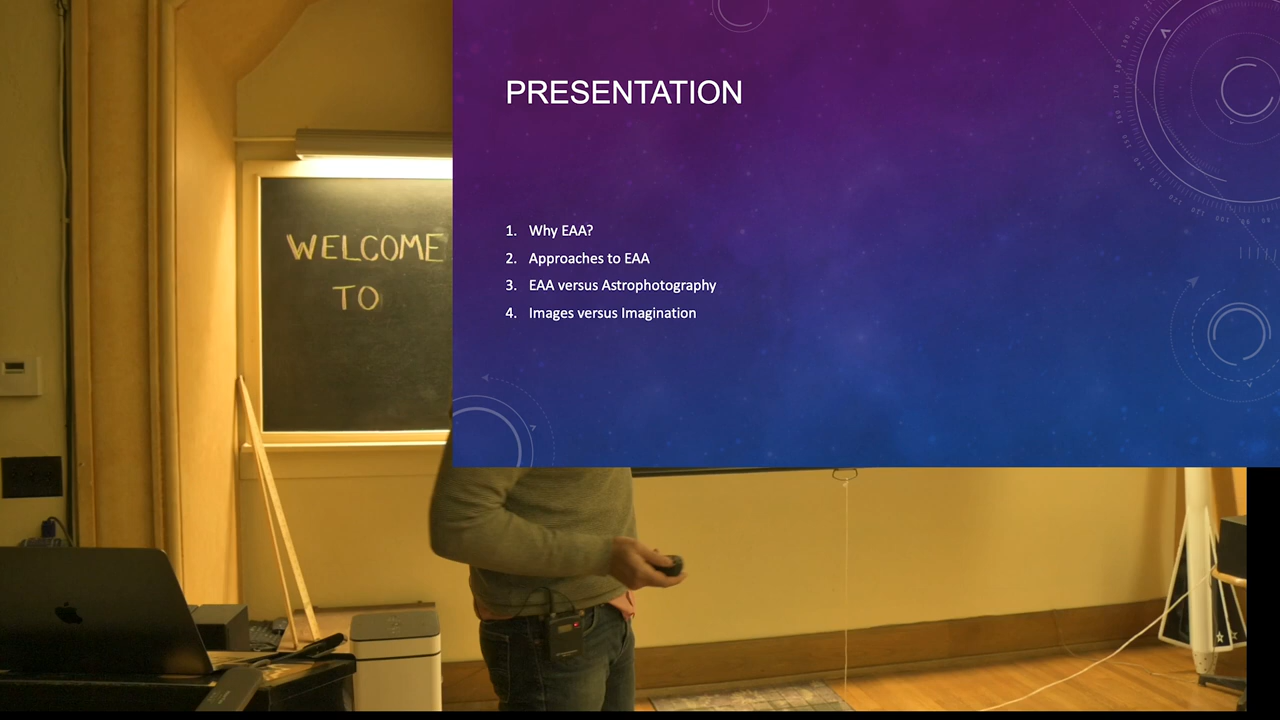 PRESENTATION
1. Why EAA?
2. Approaches to EAA
3. EAA versus Astrophotography
4. Images versus Imagination
WELCOME
TO